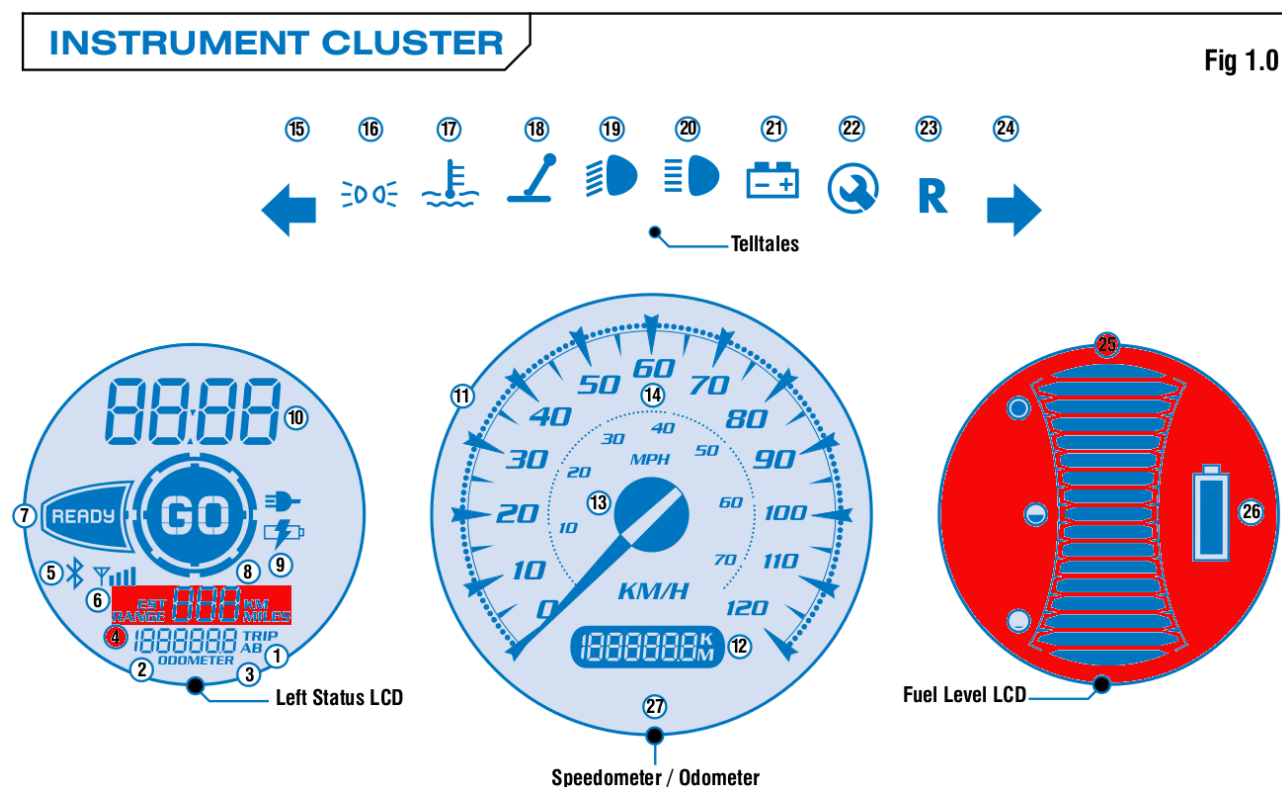 INSTRUMENT CLUSTER
Fig 1.0
15 16 17 18 19 20 21 22 23 24
R
Telltales
25
11
60
14
50 70
88:88 10
40 80
30 40 50
MPH
30 90
20
7 READY GO
13
20 100
60
26
10
5 6 8 9
70
10 110
KM/H
EST RANGE 888 KM MILES
0 120
4 1888888.8 TRIP AB
ODOMETER
1
2 3
188888.8 K M 12
Left Status LCD
27
Fuel Level LCD
Speedometer / Odometer